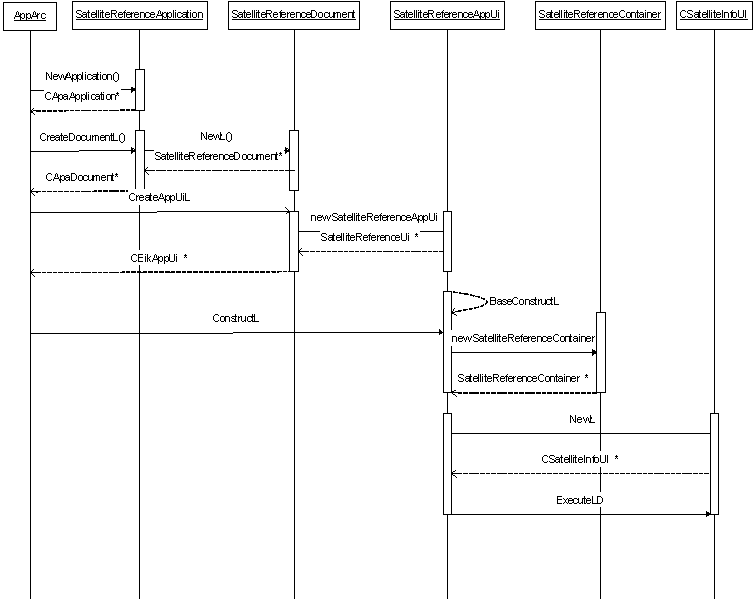 AppArc
SatelliteReferenceApplication
SatelliteReferenceDocument
SatelliteReferenceAppUi
SatelliteReferenceContainer
CSatelliteInfoUI
NewApplication()
CApaApplication*
CreateDocumentL()
NewL()
SatelliteReferenceDocument*
CApaDocument*
CreateAppUiL
newSatelliteReferenceAppUi
SatelliteReferenceUi *
CEikAppUi *
BaseConstructL
ConstructL
newSatelliteReferenceContainer
SatelliteReferenceContainer *
NewL
CSatelliteInfoUI *
ExecuteLD